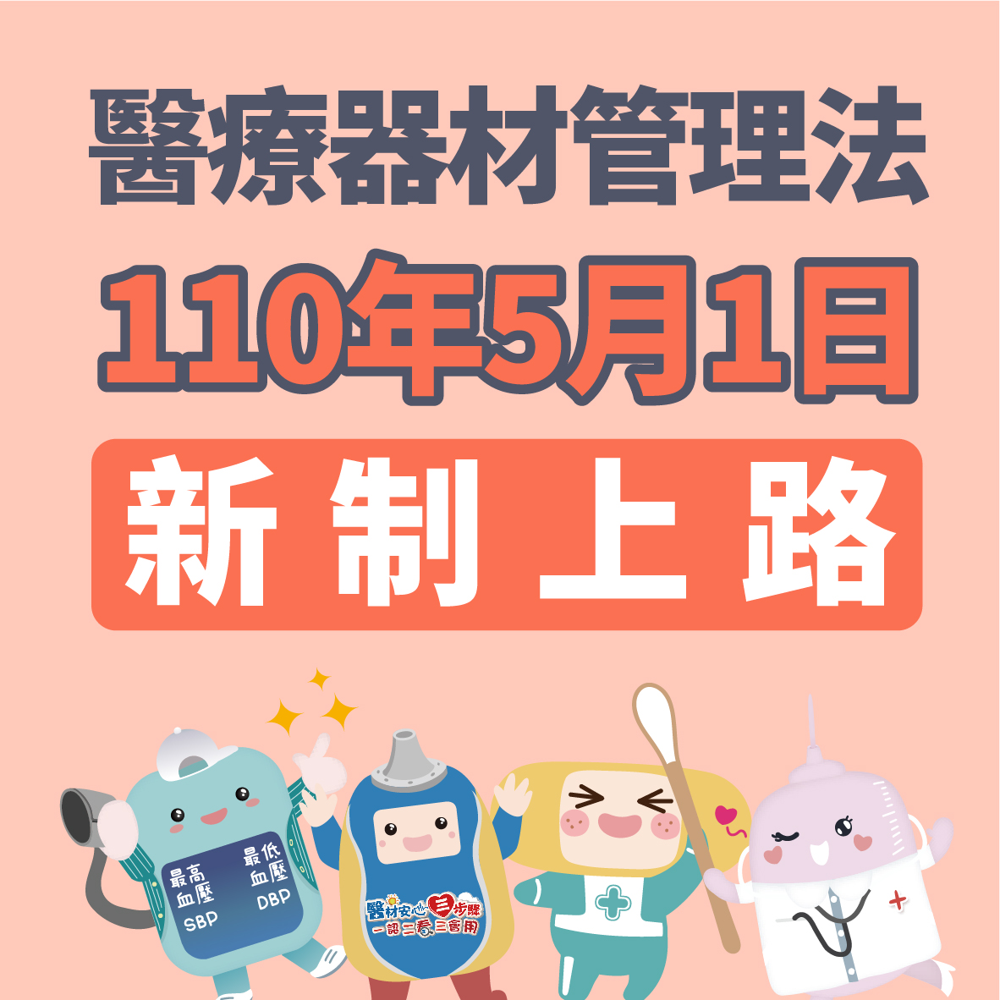 醫療器材管理法
110年5月1日
新制上路
最高
血壓
SBP
最低
血壓
DBP
醫材安心三步驟
一認二看三會用